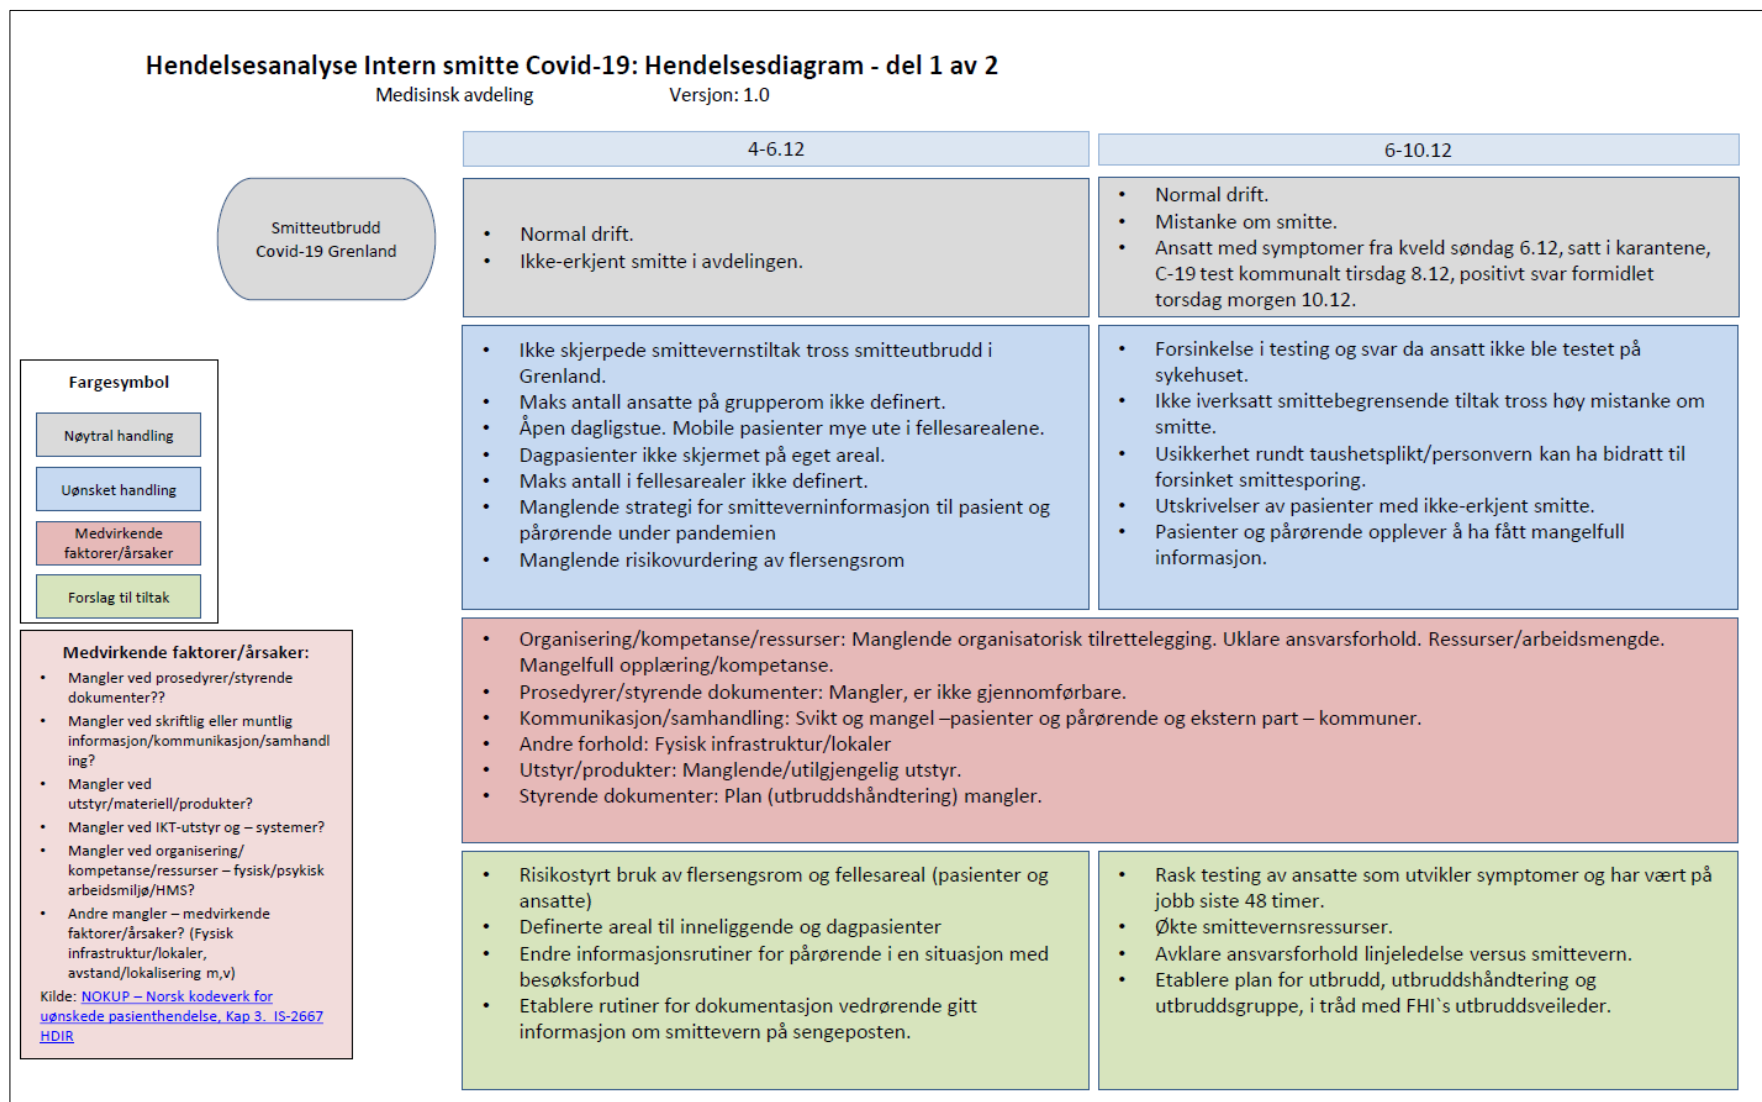 Hendelsesanalyse Intern smitte Covid-19: Hendelsesdiagram - del 1 av 2
Medisinsk avdeling Versjon: 1.0
4-6.12
6-10.12
Smitteutbrudd
Covid-19 Grenland
• Normal drift.
• Ikke-erkjent smitte i avdelingen.
• Normal drift.
• Mistanke om smitte.
• Ansatt med symptomer fra kveld søndag 6.12, satt i karantene,
C-19 test kommunalt tirsdag 8.12, positivt svar formidlet
torsdag morgen 10.12.
Fargesymbol
Nøytral handling
Uønsket handling
Medvirkende
faktorer/årsaker
Forslag til tiltak
• Ikke skjerpede smittevernstiltak tross smitteutbrudd i
Grenland.
• Maks antall ansatte på grupperom ikke definert.
• Åpen dagligstue. Mobile pasienter mye ute i fellesarealene.
• Dagpasienter ikke skjermet på eget areal.
• Maks antall i fellesarealer ikke definert.
• Manglende strategi for smitteverninformasjon til pasient og
pårørende under pandemien
• Manglende risikovurdering av flersengsrom
• Forsinkelse i testing og svar da ansatt ikke ble testet på
sykehuset.
• Ikke iverksatt smittebegrensende tiltak tross høy mistanke om
smitte.
• Usikkerhet rundt taushetsplikt/personvern kan ha bidratt til
forsinket smittesporing.
• Utskrivelser av pasienter med ikke-erkjent smitte.
• Pasienter og pårørende opplever å ha fått mangelfull
informasjon.
Medvirkende faktorer/årsaker:
• Mangler ved prosedyrer/styrende
dokumenter??
• Mangler ved skriftlig eller muntlig
informasjon/kommunikasjon/samhandl
ing?
• Mangler ved
utstyr/materiell/produkter?
• Mangler ved IKT-utstyr og – systemer?
• Mangler ved organisering/
kompetanse/ressurser – fysisk/psykisk
arbeidsmiljø/HMS?
• Andre mangler – medvirkende
faktorer/årsaker? (Fysisk
infrastruktur/lokaler,
avstand/lokalisering m,v)
Kilde: NOKUP – Norsk kodeverk for
uønskede pasienthendelse, Kap 3. IS-2667
HDIR
• Organisering/kompetanse/ressurser: Manglende organisatorisk tilrettelegging. Uklare ansvarsforhold. Ressurser/arbeidsmengde.
Mangelfull opplæring/kompetanse.
• Prosedyrer/styrende dokumenter: Mangler, er ikke gjennomførbare.
• Kommunikasjon/samhandling: Svikt og mangel –pasienter og pårørende og ekstern part – kommuner.
• Andre forhold: Fysisk infrastruktur/lokaler
• Utstyr/produkter: Manglende/utilgjengelig utstyr.
• Styrende dokumenter: Plan (utbruddshåndtering) mangler.
• Risikostyrt bruk av flersengsrom og fellesareal (pasienter og
ansatte)
• Definerte areal til inneliggende og dagpasienter
• Endre informasjonsrutiner for pårørende i en situasjon med
besøksforbud
• Etablere rutiner for dokumentasjon vedrørende gitt
informasjon om smittevern på sengeposten.
• Rask testing av ansatte som utvikler symptomer og har vært på
jobb siste 48 timer.
• Økte smittevernsressurser.
• Avklare ansvarsforhold linjeledelse versus smittevern.
• Etablere plan for utbrudd, utbruddshåndtering og
utbruddsgruppe, i tråd med FHI`s utbruddsveileder.